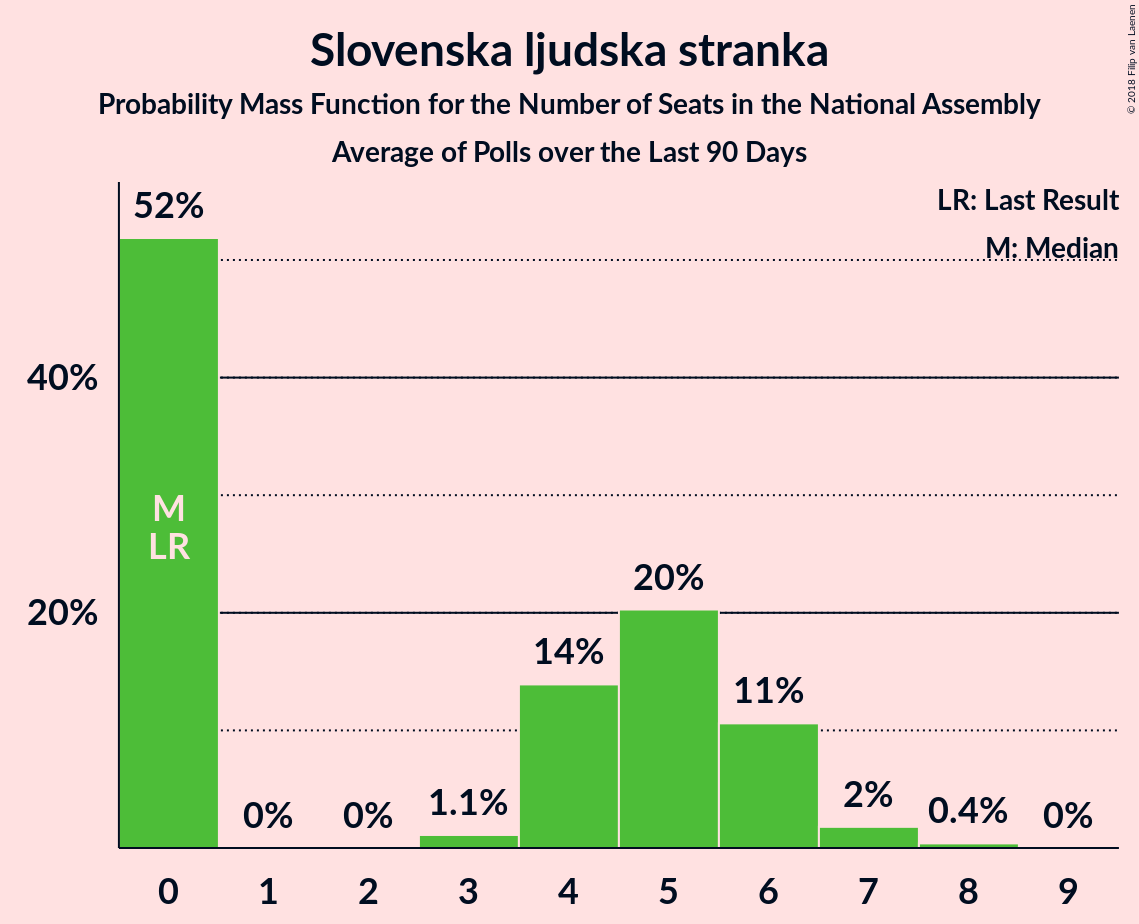 Slovenska ljudska stranka
Probability Mass Function for the Number of Seats in the National Assembly
Average of Polls over the Last 90 Days
© 2018 Filip van Laenen
LR: Last Result
M: Median
52%
40%
M
LR
20%
20%
14%
11%
1.1%
2%
0.4%
0%
0%
0%
0 1 2 3 4 5 6 7 8 9